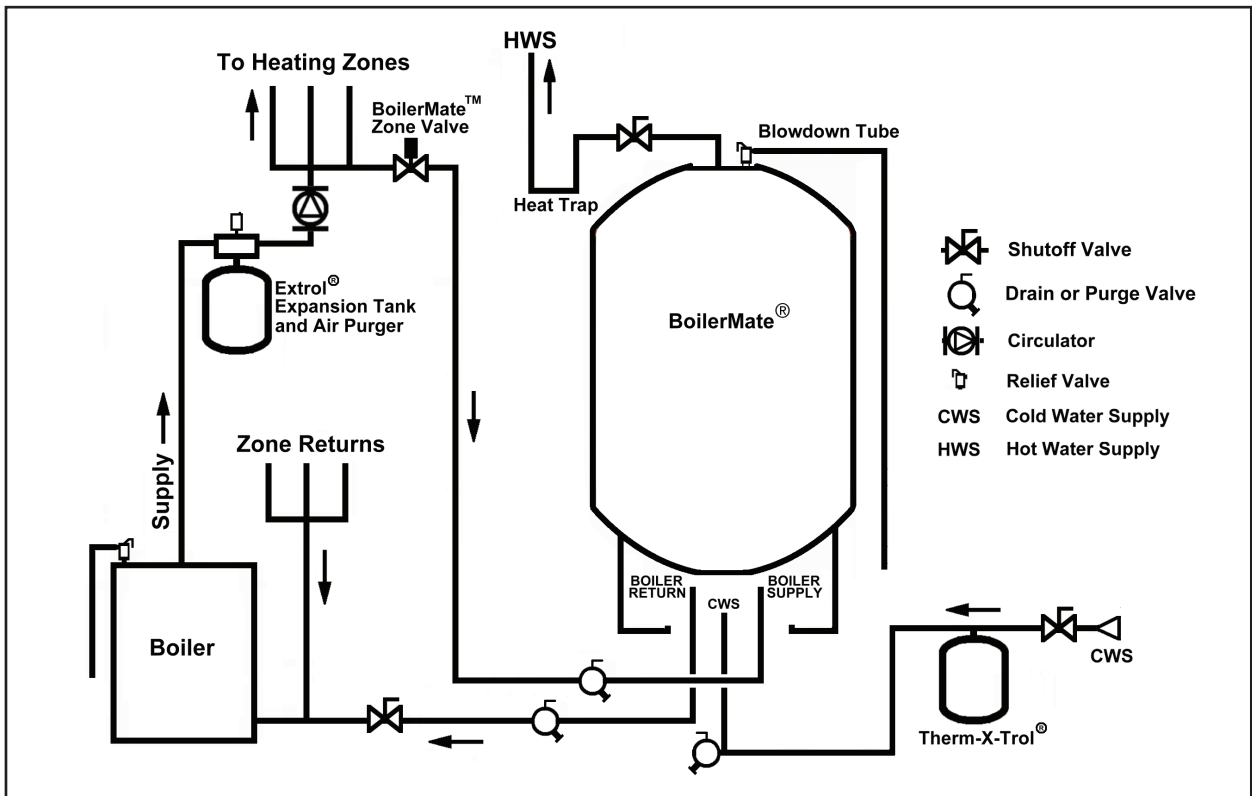 HWS
To Heating Zones
BoilerMate™
Zone Valve
Blowdown Tube
Heat Trap
Extrol®
Expansion Tank
and Air Purger
BoilerMate®
Shutoff Valve
Drain or Purge Valve
Circulator
Relief Valve
CWS Cold Water Supply
HWS Hot Water Supply
Supply
Zone Returns
BOILER
RETURN
CWS
BOILER
SUPPLY
Boiler
CWS
Therm-X-Trol®